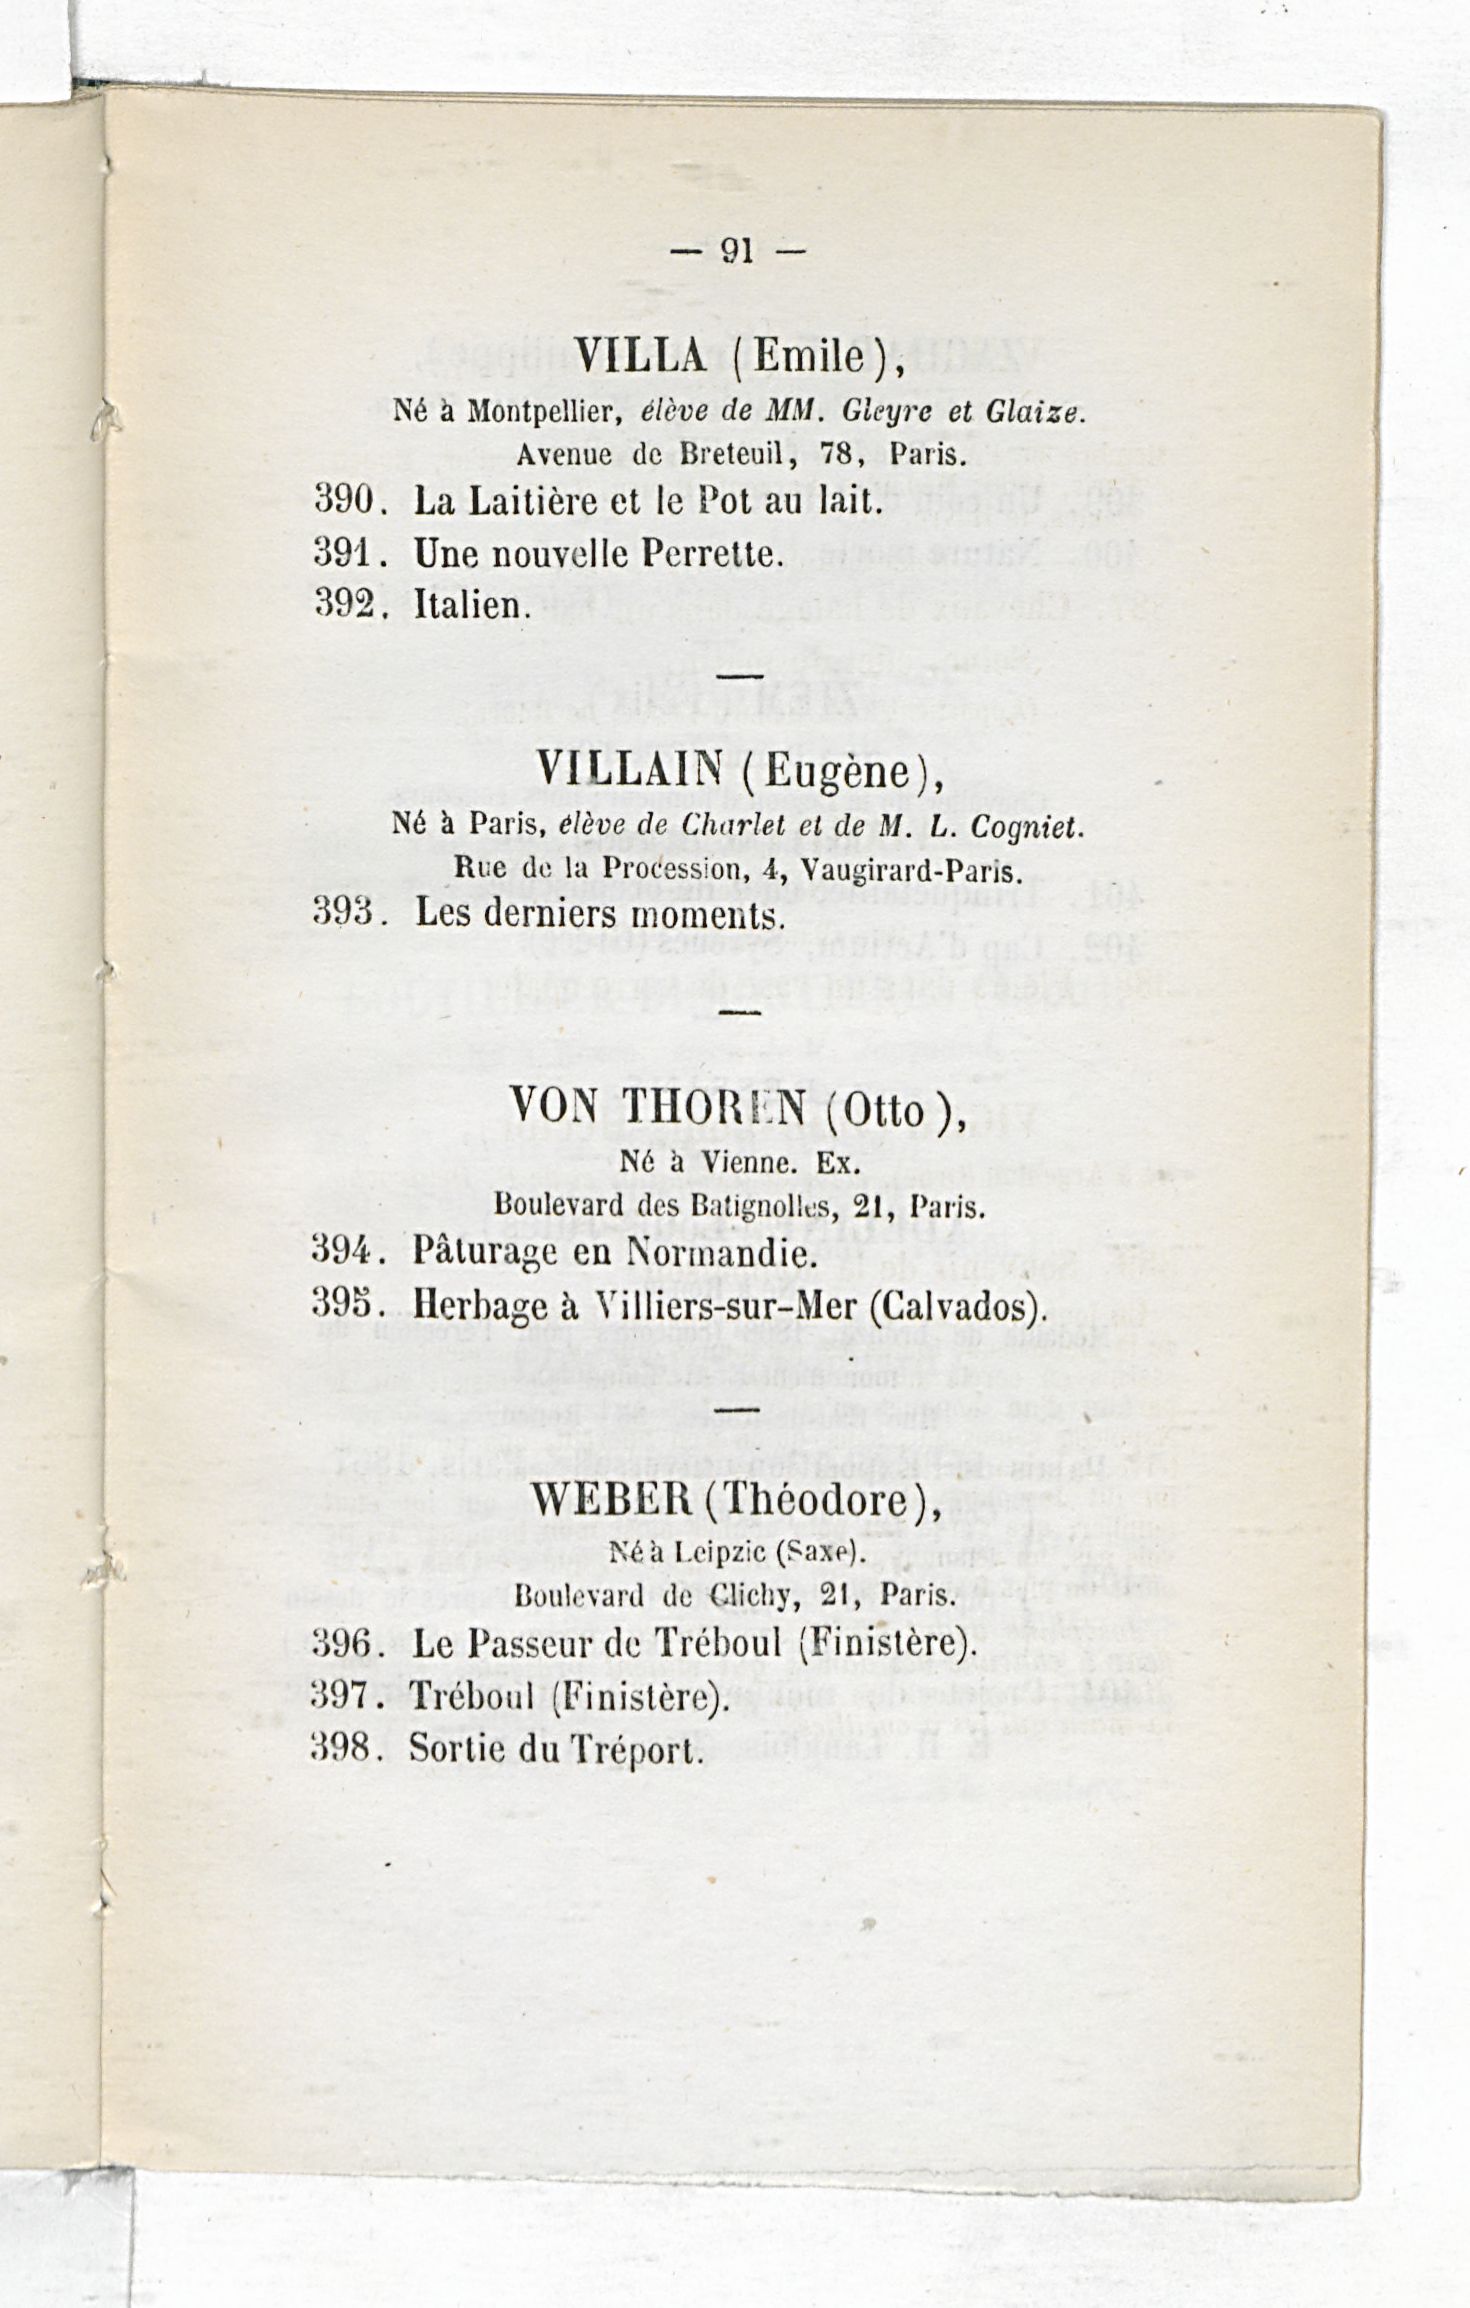 — 91 —
VILLA (Emile),
Né à Montpellier, élève de MM. Gleyre et Glaize.
Avenue de Breteuil, 78, Paris.
390. La Laitière et le Pot au lait.
391. Une nouvelle Perrette.
392. Italien.
VILLAIN (Eugène),
Né à Paris, élève de Charlet et de M. L. Cogniet.
Rue de la Procession, 4, Vaugirard-Paris.
393. Les derniers moments.
VON THOREN (Otto),
Né à Vienne. Ex.
Boulevard des Batignolles, 21, Paris.
394. Pâturage en Normandie.
395. Herbage à Villiers-sur-Mer (Calvados).
WEBER (Théodore),
Né à Leipzic (Saxe).
Boulevard de Clichy, 21, Paris.
396. Le Passeur de Tréboul (Finistère).
397. Tréboul (Finistère).
398. Sortie du Tréport.